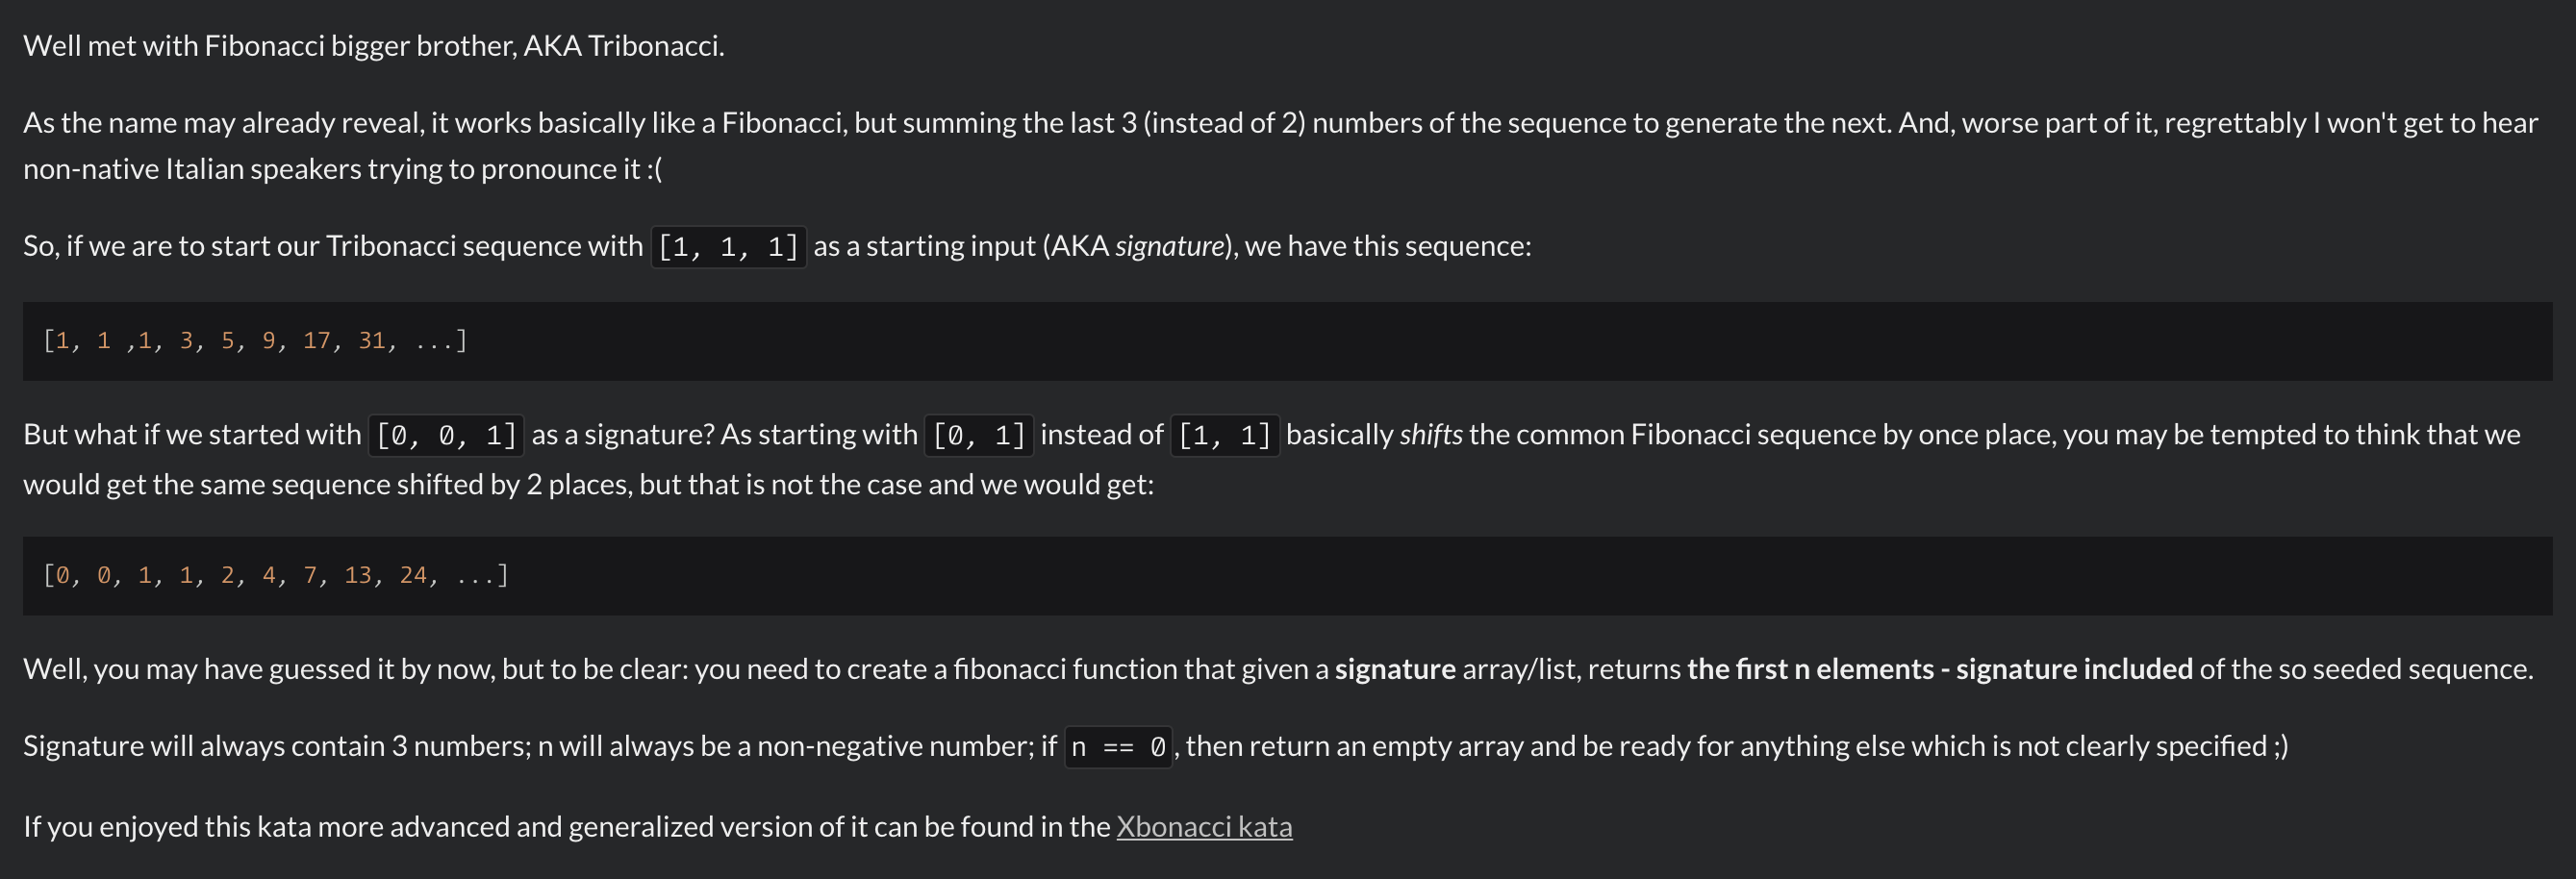 Well met with Fibonacci bigger brother, AKA Tribonacci.
As the name may already reveal, it works basically like a Fibonacci, but summing the last 3 (instead of 2) numbers of the sequence to generate the next. And, worse part of it, regrettably I won't get to hear
non-native Italian speakers trying to pronounce it :(
So, if we are to start our Tribonacci sequence with [1, 1, 1] as a starting input (AKA signature), we have this sequence:
[1, 1 ,1, 3, 5, 9, 17, 31, ...]
But what if we started with [0, 0, 1] as a signature? As starting with [0, 1] instead of [1, 1] basically shifts the common Fibonacci sequence by once place, you may be tempted to think that we
would get the same sequence shifted by 2 places, but that is not the case and we would get:
[0, 0, 1, 1, 2, 4, 7, 13, 24, ...]
Well, you may have guessed it by now, but to be clear: you need to create a fibonacci function that given a signature array/list, returns the first n elements - signature included of the so seeded sequence.
Signature will always contain 3 numbers; n will always be a non-negative number; if n == 0, then return an empty array and be ready for anything else which is not clearly specified ;)
If you enjoyed this kata more advanced and generalized version of it can be found in the Xbonacci kata